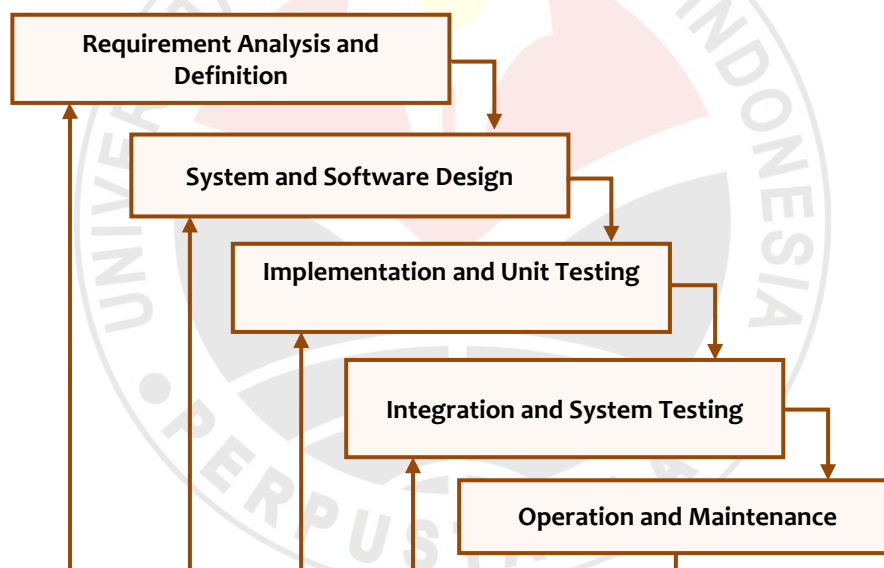 Requirement Analysis and
Definition
System and Software Design
Implementation and Unit Testing
Integration and System Testing
Operation and Maintenance
INDONESIA